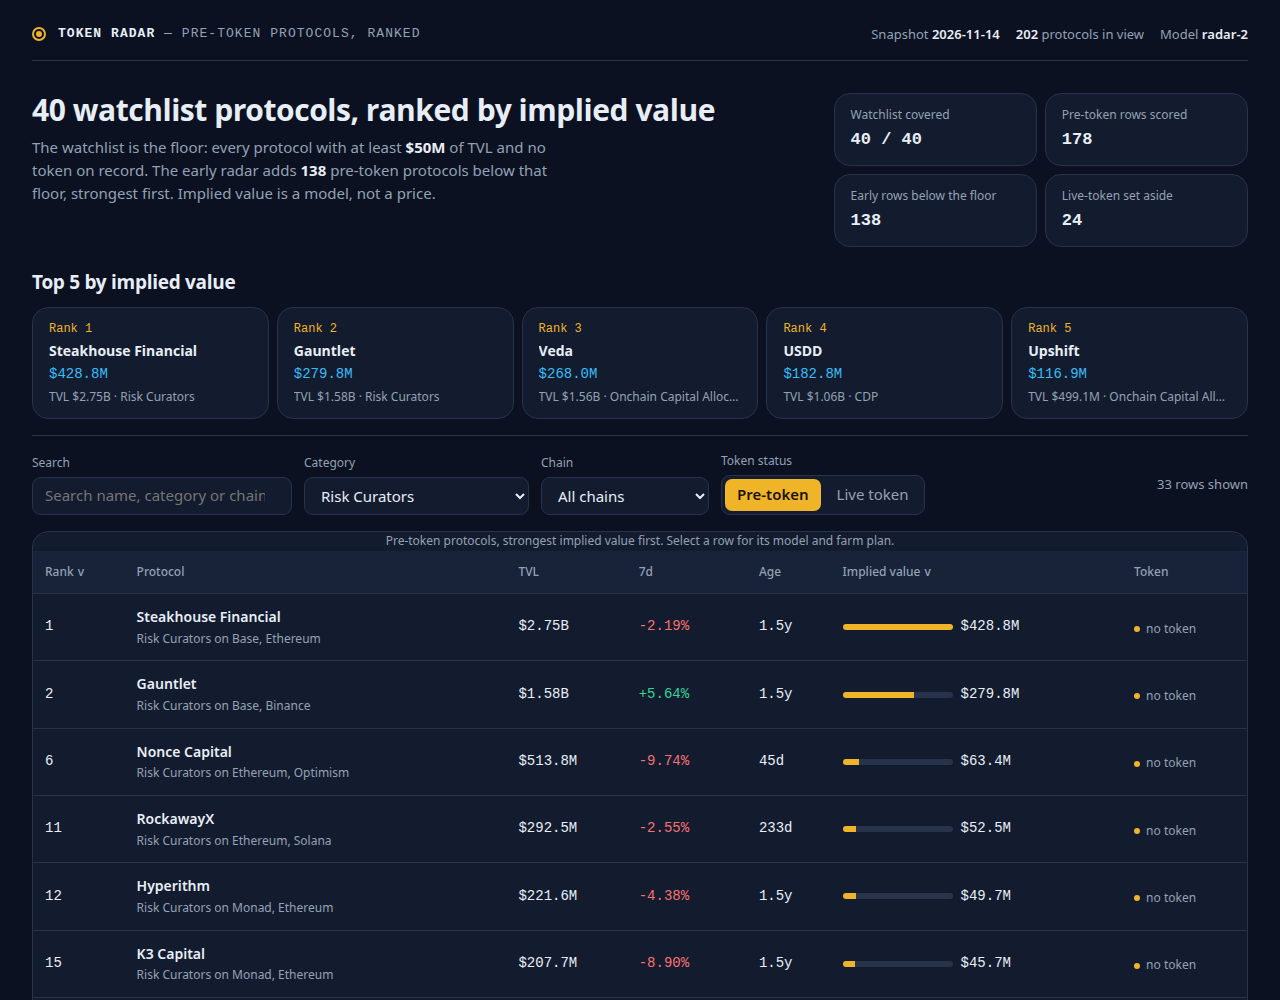 TOKEN RADAR — PRE-TOKEN PROTOCOLS, RANKED
Snapshot 2026-11-14 202 protocols in view Model radar-2
40 watchlist protocols, ranked by implied value
The watchlist is the floor: every protocol with at least $50M of TVL and no
token on record. The early radar adds 138 pre-token protocols below that
floor, strongest first. Implied value is a model, not a price.
Watchlist covered
40 / 40
Pre-token rows scored
178
Early rows below the floor
138
Live-token set aside
24
Top 5 by implied value
Rank 1
Steakhouse Financial
$428.8M
TVL $2.75B · Risk Curators
Rank 2
Gauntlet
$279.8M
TVL $1.58B · Risk Curators
Rank 3
Veda
$268.0M
TVL $1.56B · Onchain Capital Alloc...
Rank 4
USDD
$182.8M
TVL $1.06B · CDP
Rank 5
Upshift
$116.9M
TVL $499.1M · Onchain Capital All...
Search
Search name, category or chain
Category
Risk Curators
Chain
All chains
Token status
Pre-token Live token
33 rows shown
Pre-token protocols, strongest implied value first. Select a row for its model and farm plan.
Rank v Protocol TVL 7d Age Implied value v Token
1 Steakhouse Financial $2.75B -2.19% 1.5y $428.8M no token
Risk Curators on Base, Ethereum
2 Gauntlet $1.58B +5.64% 1.5y $279.8M no token
Risk Curators on Base, Binance
6 Nonce Capital $513.8M -9.74% 45d $63.4M no token
Risk Curators on Ethereum, Optimism
11 RockawayX $292.5M -2.55% 233d $52.5M no token
Risk Curators on Ethereum, Solana
12 Hyperithm $221.6M -4.38% 1.5y $49.7M no token
Risk Curators on Monad, Ethereum
15 K3 Capital $207.7M -8.90% 1.5y $45.7M no token
Risk Curators on Monad, Ethereum